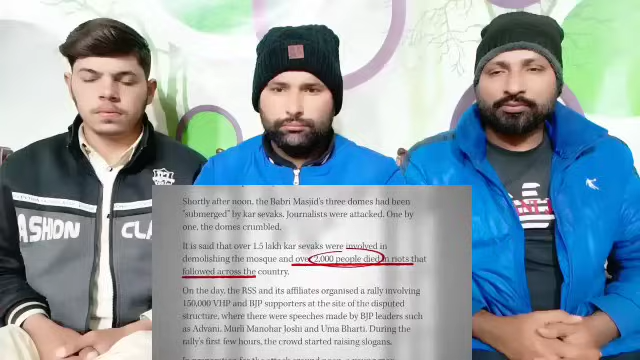 Shortly after noon, the Babri Masjid's three domes had been
"submerged" by kar sevaks. Journalists were attacked. One by
one, the domes crumbled.
It is said that over 1.5 lakh kar sevaks were involved in
demolishing the mosque and over 2,000 people died in riots that
followed across the country.
On the day, the RSS and its affiliates organised a rally involving
150,000 VHP and BJP supporters at the site of the disputed
structure, where there were speeches made by BJP leaders such
as Advani, Murli Manohar Joshi and Uma Bharti. During the
rally's first few hours, the crowd started raising slogans.
ASHION CL